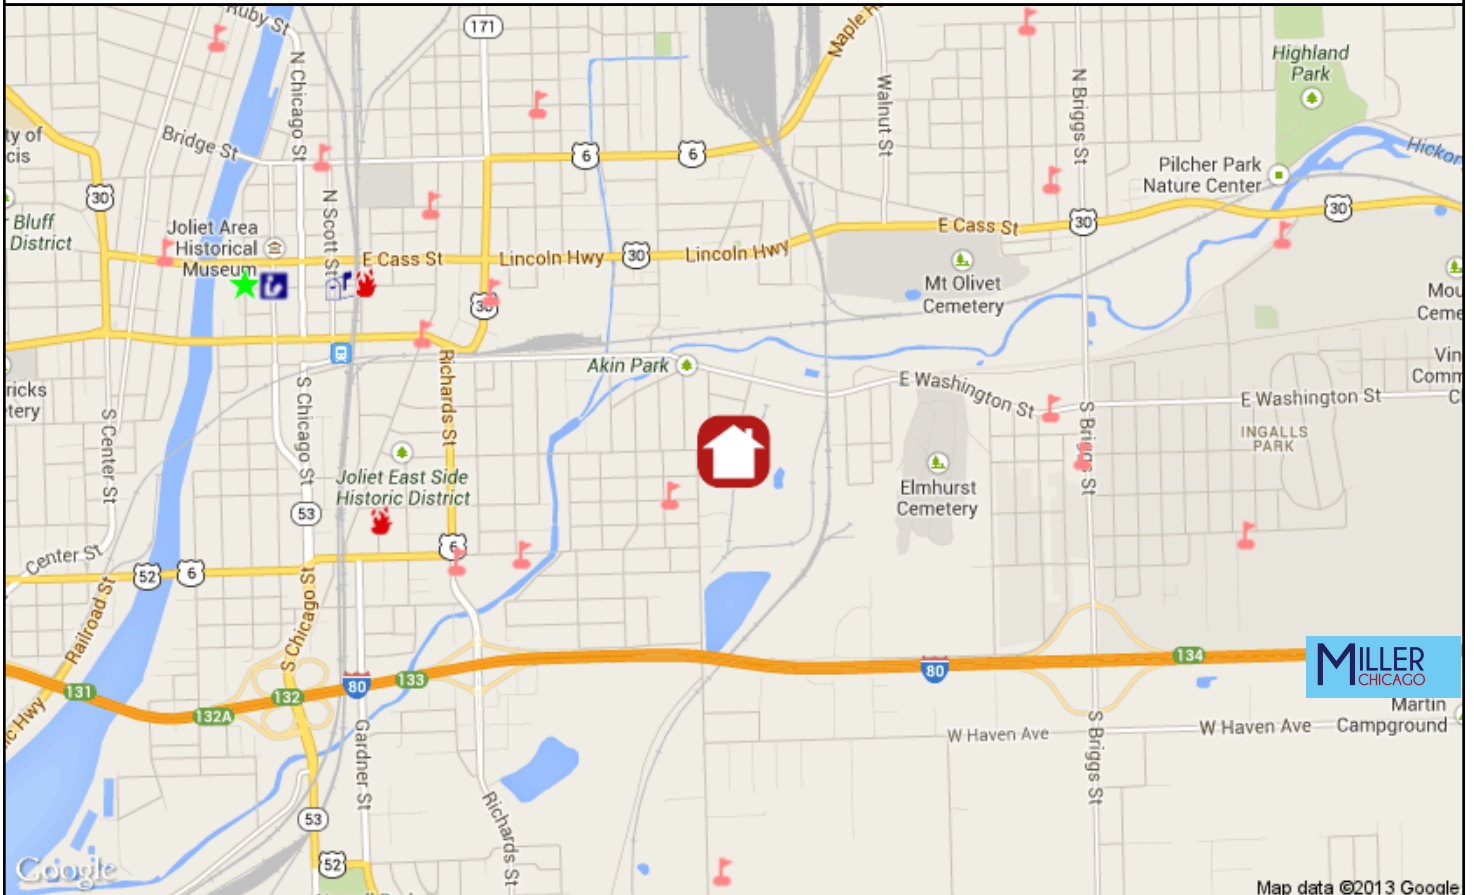 Ruby St
171
Maple R
Highland
Park
N Chicago St
Walnut St
N Briggs St
ty of
cis
Bridge St
6
6
Hickor
Pilcher Park
Nature Center
30
N Scott St
30
30
Bluff
District
Joliet Area
Historical
Museum
E Cass St
Lincoln Hwy
30
Lincoln Hwy
E Cass St
Mt Olivet
Cemetery
Mou
Ceme
30
Akin Park
Richards St
ricks
tery
S Center St
S Chicago St
E Washington St
S Briggs St
E Washington St
Vin
Comm
C
INGALLS
PARK
Joliet East Side
Historic District
Elmhurst
Cemetery
53
6
Center St
52
6
Railroad St
S Chicago St
ic Hwy
131
132A
132
80
133
80
134
MILLER
CHICAGO
Martin
Campground
W Haven Ave
W Haven Ave
Gardner St
S Briggs St
Richards St
53
52
Google
Map data ©2013 Google